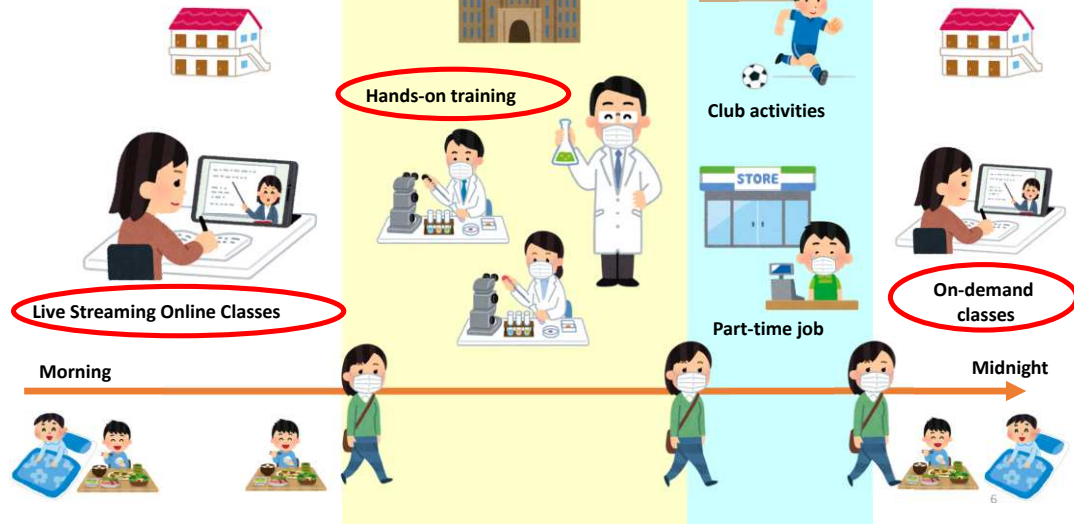 Hands-on training
Club activities
STORE
Live Streaming Online Classes
On-demand
classes
Part-time job
Morning
Midnight
6